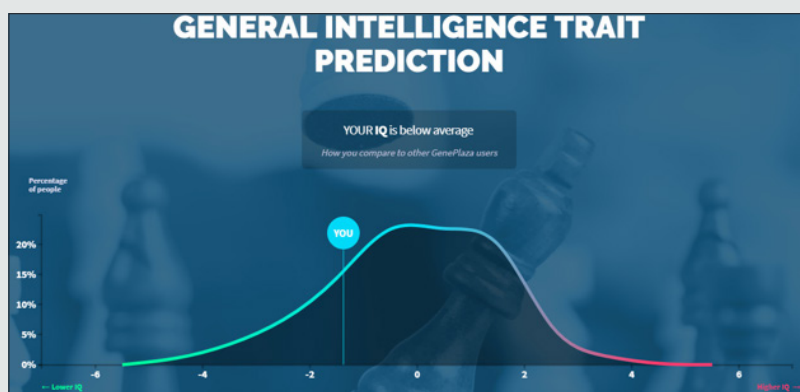 GENERAL INTELLIGENCE TRAIT
PREDICTION
YOUR IQ is below average
How you compare to other GenePlaza users
Percentage
of people
YOU
20%
15%
10%
5%
0%
-6 -4 -2 0 2 4 6
← Lower IQ Higher IQ →